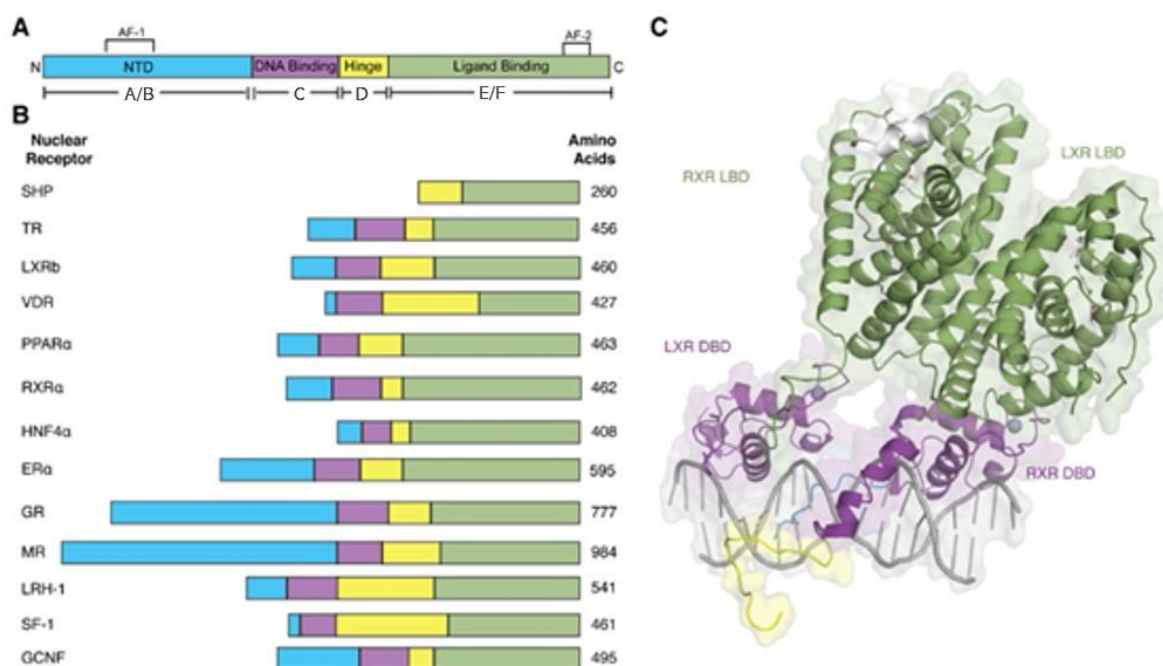 A
AF-1
AF-2
N
NTD
DNA Binding
Hinge
Ligand Binding
C
A/B
C
D
E/F
B
Nuclear
Receptor
Amino
Acids
SHP 260
TR 456
LXRb 460
VDR 427
PPARα 463
RXRα 462
HNF4α 408
ERα 595
GR 777
MR 984
LRH-1 541
SF-1 461
GCNF 495
C
RXR LBD
LXR LBD
LXR DBD
RXR DBD